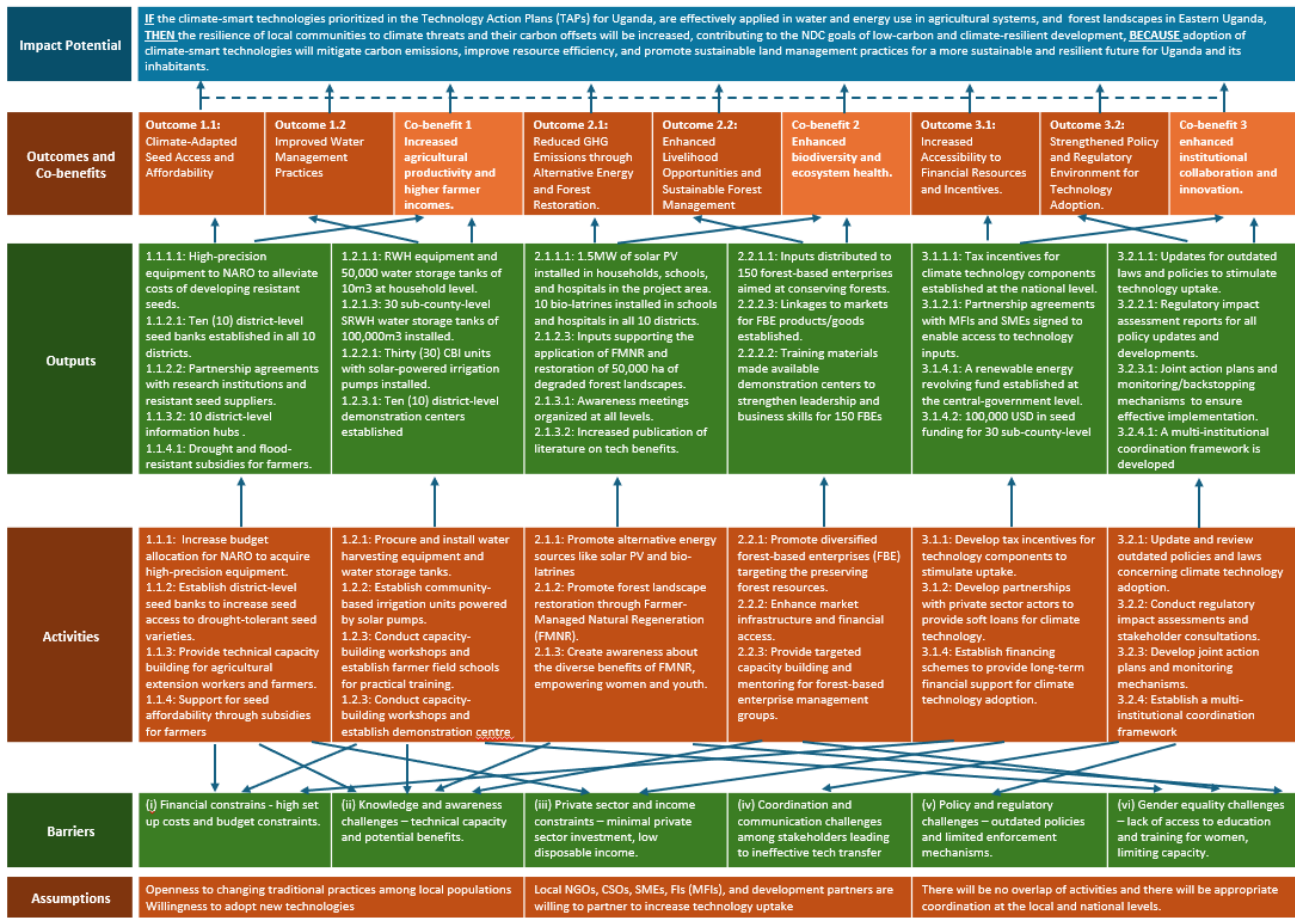 Impact Potential
IF the climate-smart technologies prioritized in the Technology Action Plans (TAPs) for Uganda, are effectively applied in water and energy use in agricultural systems, and forest landscapes in Eastern Uganda,
THEN the resilience of local communities to climate threats and their carbon offsets will be increased, contributing to the NDC goals of low-carbon and climate-resilient development, BECAUSE adoption of
climate-smart technologies will mitigate carbon emissions, improve resource efficiency, and promote sustainable land management practices for a more sustainable and resilient future for Uganda and its
inhabitants.
Outcomes and
Co-benefits
Outcome 1.1:
Climate-Adapted
Seed Access and
Affordability
Outcome 1.2
Improved Water
Management
Practices
Co-benefit 1
Increased
agricultural
productivity and
higher farmer
incomes.
Outcome 2.1:
Reduced GHG
Emissions through
Alternative Energy
and Forest
Restoration.
Outcome 2.2:
Enhanced
Livelihood
Opportunities and
Sustainable Forest
Management
Co-benefit 2
Enhanced
biodiversity and
ecosystem health.
Outcome 3.1:
Increased
Accessibility to
Financial Resources
and Incentives.
Outcome 3.2:
Strengthened Policy
and Regulatory
Environment for
Technology
Adoption.
Co-benefit 3
enhanced
institutional
collaboration and
innovation.
Outputs
1.1.1.1: High-precision
equipment to NARO to alleviate
costs of developing resistant
seeds.
1.1.2.1: Ten (10) district-level
seed banks established in all 10
districts.
1.1.2.2: Partnership agreements
with research institutions and
resistant seed suppliers.
1.1.3.2: 10 district-level
information hubs .
1.1.4.1: Drought and flood-
resistant subsidies for farmers.
1.2.1.1: RWH equipment and
50,000 water storage tanks of
10m3 at household level.
1.2.1.3: 30 sub-county-level
SRWH water storage tanks of
100,000m3 installed.
1.2.2.1: Thirty (30) CBI units
with solar-powered irrigation
pumps installed.
1.2.3.1: Ten (10) district-level
demonstration centers
established
2.1.1.1: 1.5MW of solar PV
installed in households, schools,
and hospitals in the project area.
10 bio-latrines installed in schools
and hospitals in all 10 districts.
2.1.2.3: Inputs supporting the
application of FMNR and
restoration of 50,000 ha of
degraded forest landscapes.
2.1.3.1: Awareness meetings
organized at all levels.
2.1.3.2: Increased publication of
literature on tech benefits.
2.2.1.1: Inputs distributed to
150 forest-based enterprises
aimed at conserving forests.
2.2.2.3: Linkages to markets
for FBE products/goods
established.
2.2.2.2: Training materials
made available
demonstration centers to
strengthen leadership and
business skills for 150 FBEs
3.1.1.1: Tax incentives for
climate technology components
established at the national level.
3.1.2.1: Partnership agreements
with MFIs and SMEs signed to
enable access to technology
inputs.
3.1.4.1: A renewable energy
revolving fund established at
the central-government level.
3.1.4.2: 100,000 USD in seed
funding for 30 sub-county-level
3.2.1.1: Updates for outdated
laws and policies to stimulate
technology uptake.
3.2.2.1: Regulatory impact
assessment reports for all
policy updates and
developments.
3.2.3.1: Joint action plans and
monitoring/backstopping
mechanisms to ensure
effective implementation.
3.2.4.1: A multi-institutional
coordination framework is
developed
Activities
1.1.1: Increase budget
allocation for NARO to acquire
high-precision equipment.
1.1.2: Establish district-level
seed banks to increase seed
access to drought-tolerant seed
varieties.
1.1.3: Provide technical capacity
building for agricultural
extension workers and farmers.
1.1.4: Support for seed
affordability through subsidies
for farmers
1.2.1: Procure and install water
harvesting equipment and
water storage tanks.
1.2.2: Establish community-
based irrigation units powered
by solar pumps.
1.2.3: Conduct capacity-
building workshops and
establish farmer field schools
for practical training.
1.2.3: Conduct capacity-
building workshops and
establish demonstration centre
2.1.1: Promote alternative energy
sources like solar PV and bio-
latrines
2.1.2: Promote forest landscape
restoration through Farmer-
Managed Natural Regeneration
(FMNR).
2.1.3: Create awareness about
the diverse benefits of FMNR,
empowering women and youth.
2.2.1: Promote diversified
forest-based enterprises (FBE)
targeting the preserving
forest resources.
2.2.2: Enhance market
infrastructure and financial
access.
2.2.3: Provide targeted
capacity building and
mentoring for forest-based
enterprise management
groups.
3.1.1: Develop tax incentives for
technology components to
stimulate uptake.
3.1.2: Develop partnerships
with private sector actors to
provide soft loans for climate
technology.
3.1.4: Establish financing
schemes to provide long-term
financial support for climate
technology adoption.
3.2.1: Update and review
outdated policies and laws
concerning climate technology
adoption.
3.2.2: Conduct regulatory
impact assessments and
stakeholder consultations.
3.2.3: Develop joint action
plans and monitoring
mechanisms.
3.2.4: Establish a multi-
institutional coordination
framework
Barriers
(i) Financial constrains - high set
up costs and budget constraints.
(ii) Knowledge and awareness
challenges – technical capacity
and potential benefits.
(iii) Private sector and income
constraints – minimal private
sector investment, low
disposable income.
(iv) Coordination and
communication challenges
among stakeholders leading
to ineffective tech transfer
(v) Policy and regulatory
challenges – outdated policies
and limited enforcement
mechanisms.
(vi) Gender equality challenges
– lack of access to education
and training for women,
limiting capacity.
Assumptions
Openness to changing traditional practices among local populations
Willingness to adopt new technologies
Local NGOs, CSOs, SMEs, FIs (MFIs), and development partners are
willing to partner to increase technology uptake
There will be no overlap of activities and there will be appropriate
coordination at the local and national levels.